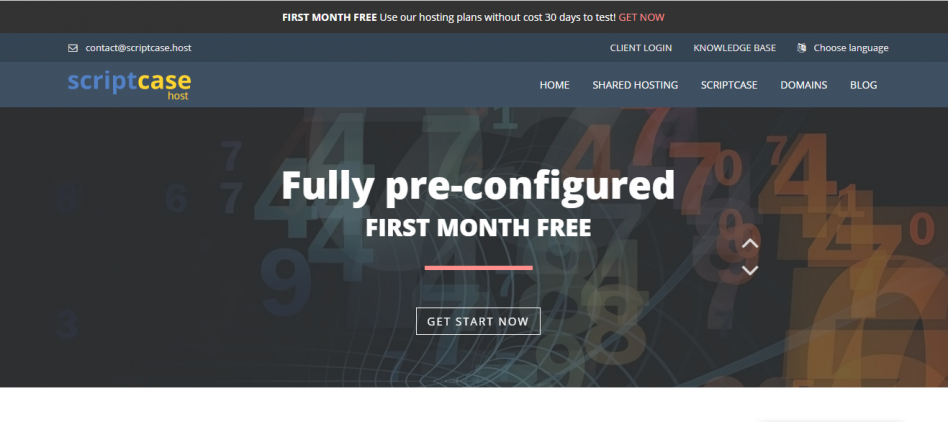 FIRST MONTH FREE Use our hosting plans without cost 30 days to test! GET NOW
contact@scriptcase.host
CLIENT LOGIN KNOWLEDGE BASE Choose language
scriptcase
host
HOME SHARED HOSTING SCRIPTCASE DOMAINS BLOG
Fully pre-configured
FIRST MONTH FREE
GET START NOW